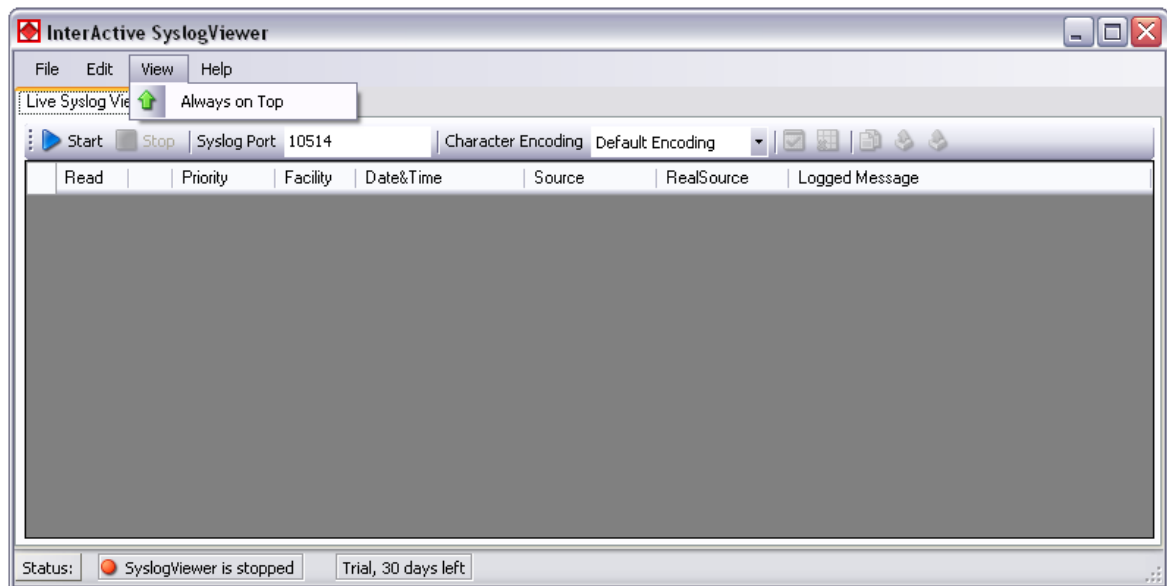 InterActive SyslogViewer
File Edit View Help
Live Syslog Vie
Always on Top
Start Stop Syslog Port 10514 Character Encoding Default Encoding
Read Priority Facility Date&Time Source RealSource Logged Message
Status: SyslogViewer is stopped Trial, 30 days left